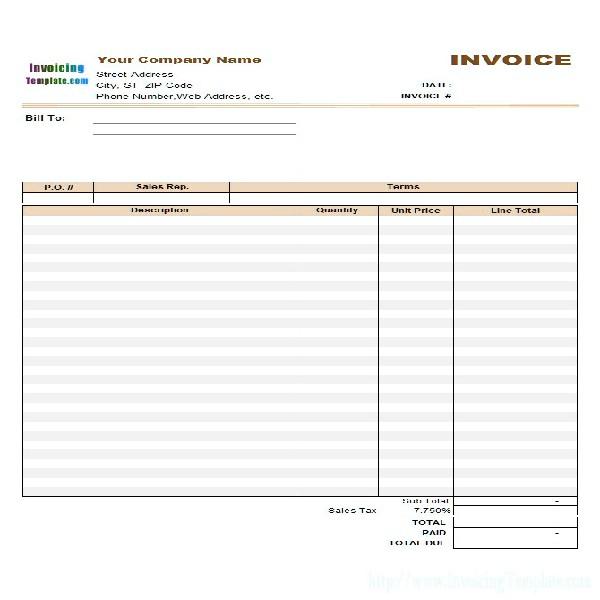 Your Company Name
INVOICE
Invoicing
Template.com
Street Address
City, ST ZIP Code
DATE:
Phone Number,Web Address, etc.
INVOICE #
Bill To:
P.O. # Sales Rep. Terms
Description Quantity Unit Price Line Total
Sub Total -
Sales Tax 7.750%
TOTAL
PAID -
TOTAL DUE
http://www.InvoicingTemplate.com